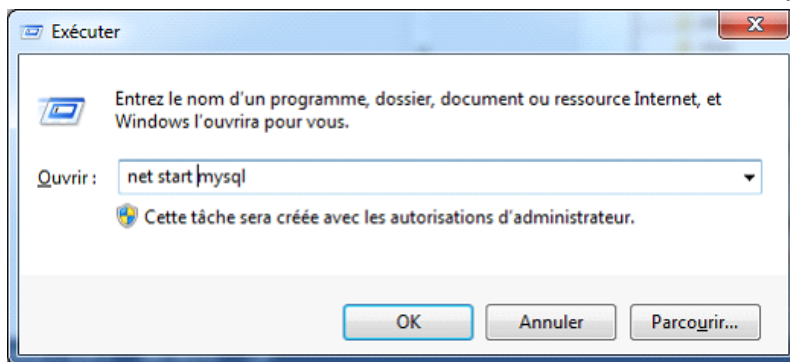 Exécuter
Entrez le nom d'un programme, dossier, document ou ressource Internet, et
Windows l'ouvrira pour vous.
Ouvrir : net start mysql
Cette tâche sera créée avec les autorisations d'administrateur.
OK Annuler Parcourir...